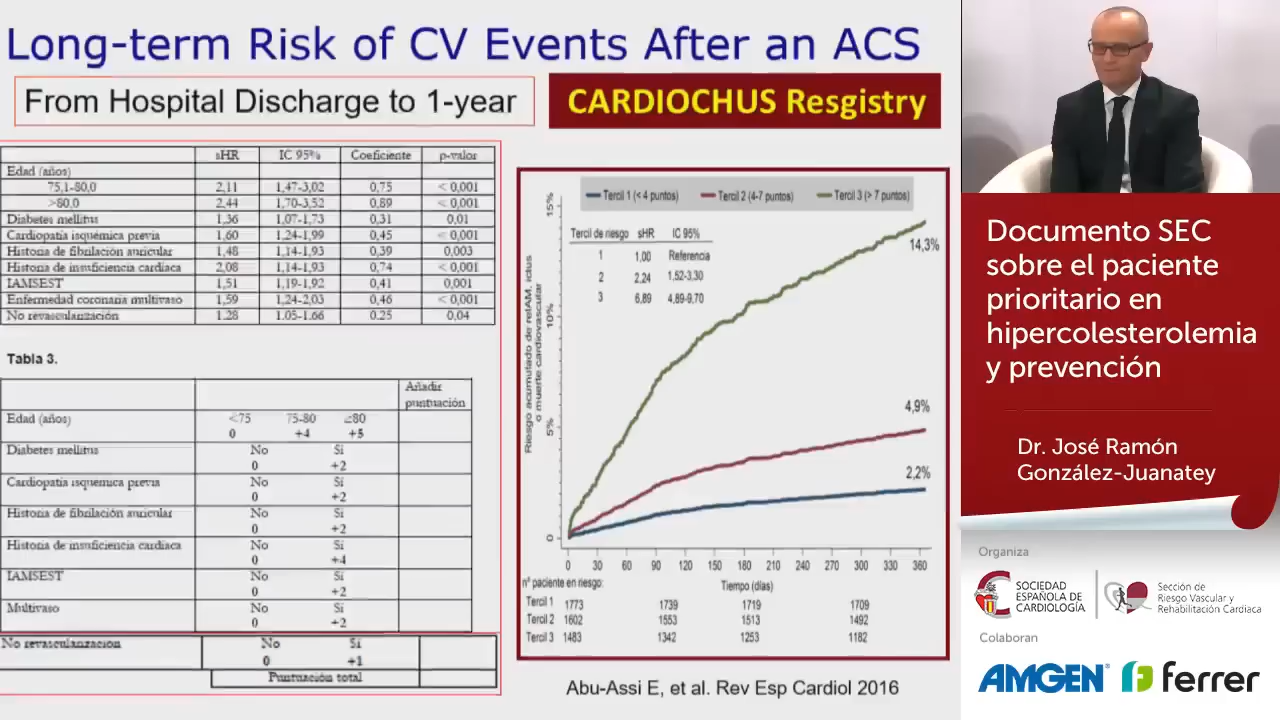 Long-term Risk of CV Events After an ACS
From Hospital Discharge to 1-year
CARDIOCHUS Resgistry
sHR IC 95% Coeficiente p-valor
Edad (años)
75,1-80,0 2,11 1,47-3,02 0,75 < 0,001
>80,0 2,44 1,70-3,52 0,89 < 0,001
Diabetes mellitus 1,36 1,07-1,73 0,31 0,01
Cardiopatía isquémica previa 1,60 1,24-1,99 0,45 < 0,001
Historia de fibrilación auricular 1,48 1,14-1,93 0,39 0,003
Historia de insuficiencia cardíaca 2,08 1,14-1,93 0,74 < 0,001
IAMSEST 1,51 1,19-1,92 0,41 0,001
Enfermedad coronaria multivaso 1,59 1,24-2,03 0,46 < 0,001
No revascularización 1,28 1,05-1,66 0,25 0,04
Tabla 3.
Añadir
puntuación
Edad (años) <75 75-80 ≥80
0 +4 +5
Diabetes mellitus No Sí
0 +2
Cardiopatía isquémica previa No Sí
0 +2
Historia de fibrilación auricular No Sí
0 +2
Historia de insuficiencia cardíaca No Sí
0 +4
IAMSEST No Sí
0 +2
Multivaso No Sí
0 +2
No revascularización No Sí
0 +1
Puntuación total
Tercil 1 (< 4 puntos) Tercil 2 (4-7 puntos) Tercil 3 (> 7 puntos)
Tercil de riesgo sHR IC 95%
1 1,00 Referencia
2 2,24 1,52-3,30
3 6,89 4,89-9,70
Riesgo acumulado de reIAM, ictus
o muerte cardiovascular
15%
10%
5%
0
14,3%
4,9%
2,2%
0 30 60 90 120 150 180 210 240 270 300 330 360
nº paciente en riesgo: Tiempo (días)
Tercil 1 1773 1739 1719 1709
Tercil 2 1602 1553 1513 1492
Tercil 3 1483 1342 1253 1182
Abu-Assi E, et al. Rev Esp Cardiol 2016
Documento SEC
sobre el paciente
prioritario en
hipercolesterolemia
y prevención
Dr. José Ramón
González-Juanatey
Organiza
SOCIEDAD
ESPAÑOLA DE
CARDIOLOGÍA
Sección de
Riesgo Vascular y
Rehabilitación Cardiaca
Colaboran
AMGEN®
ferrer